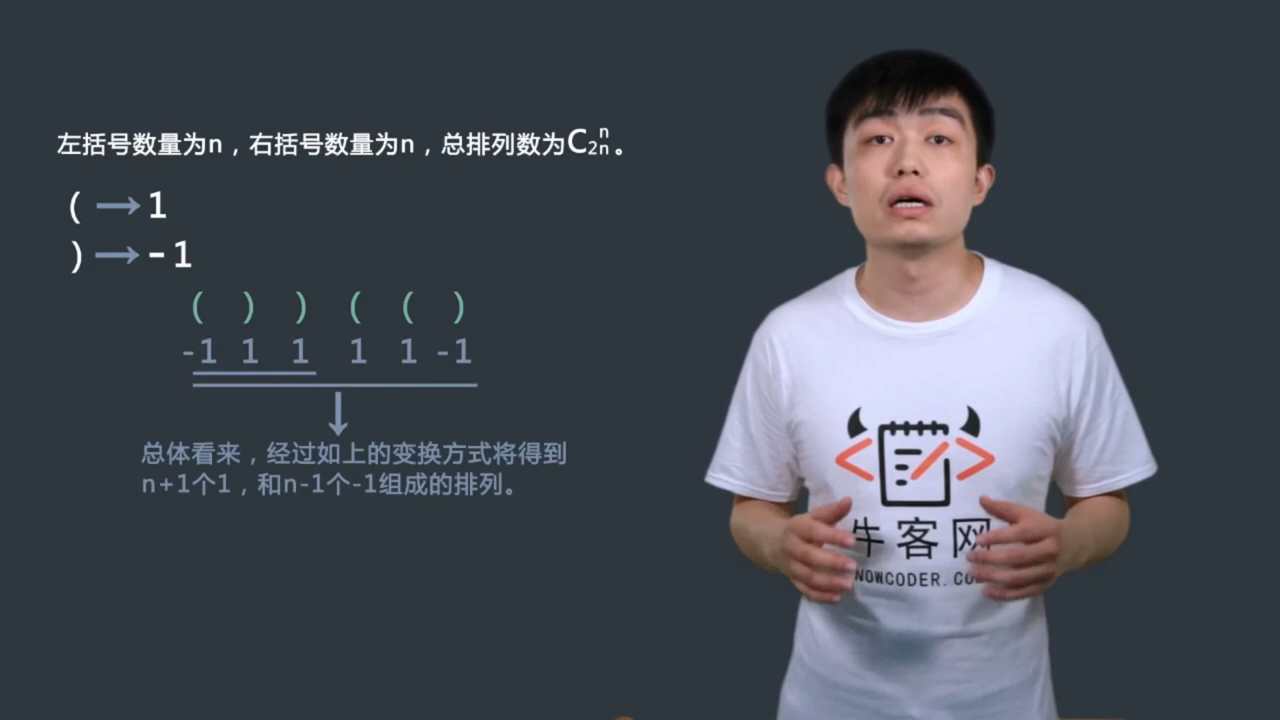 左括号数量为n，右括号数量为n，总排列数为C₂ₙⁿ。
( → 1
) → -1
( ) ) ( ( )
-1 1 1 1 1 -1
总体看来，经过如上的变换方式将得到
n+1个1，和n-1个-1组成的排列。
牛客网
NOWCODER.CO